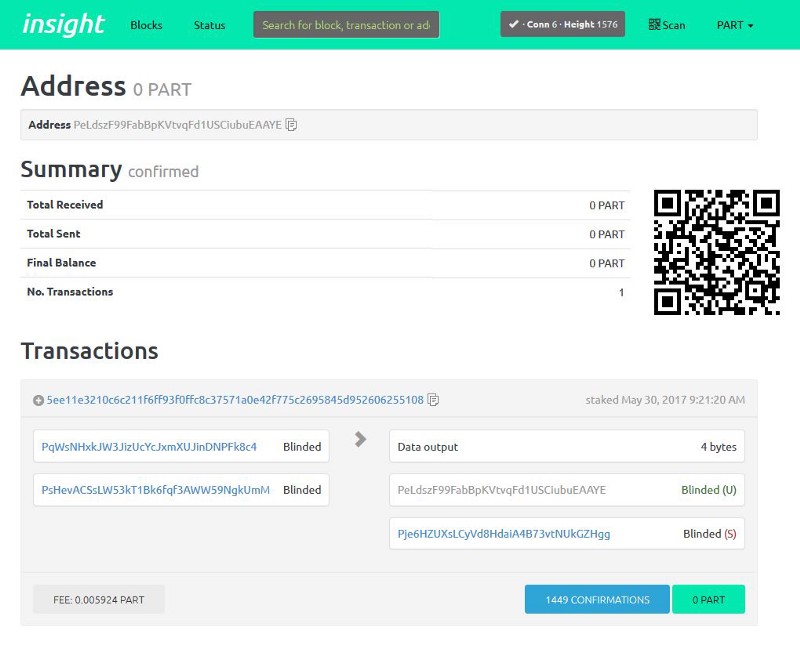 insight Blocks Status Search for block, transaction or ad · Conn 6 · Height 1576 Scan PART
Address 0 PART
Address PeLdszF99FabBpKVtvqFd1USCiubuEAAYE
Summary confirmed
Total Received 0 PART
Total Sent 0 PART
Final Balance 0 PART
No. Transactions 1
Transactions
5ee11e3210c6c211f6ff93f0ffc8c37571a0e42f775c2695845d952606255108 staked May 30, 2017 9:21:20 AM
PqWsNHxkJW3JizUcYcJxmXUJinDNPFk8c4 Blinded Data output 4 bytes
PsHevACSsLW53kT1Bk6fqf3AWW59NgkUmM Blinded PeLdszF99FabBpKVtvqFd1USCiubuEAAYE Blinded (U)
Pje6HZUXsLCyVd8HdaiA4B73vtNUkGZHgg Blinded (S)
FEE: 0.005924 PART 1449 CONFIRMATIONS 0 PART